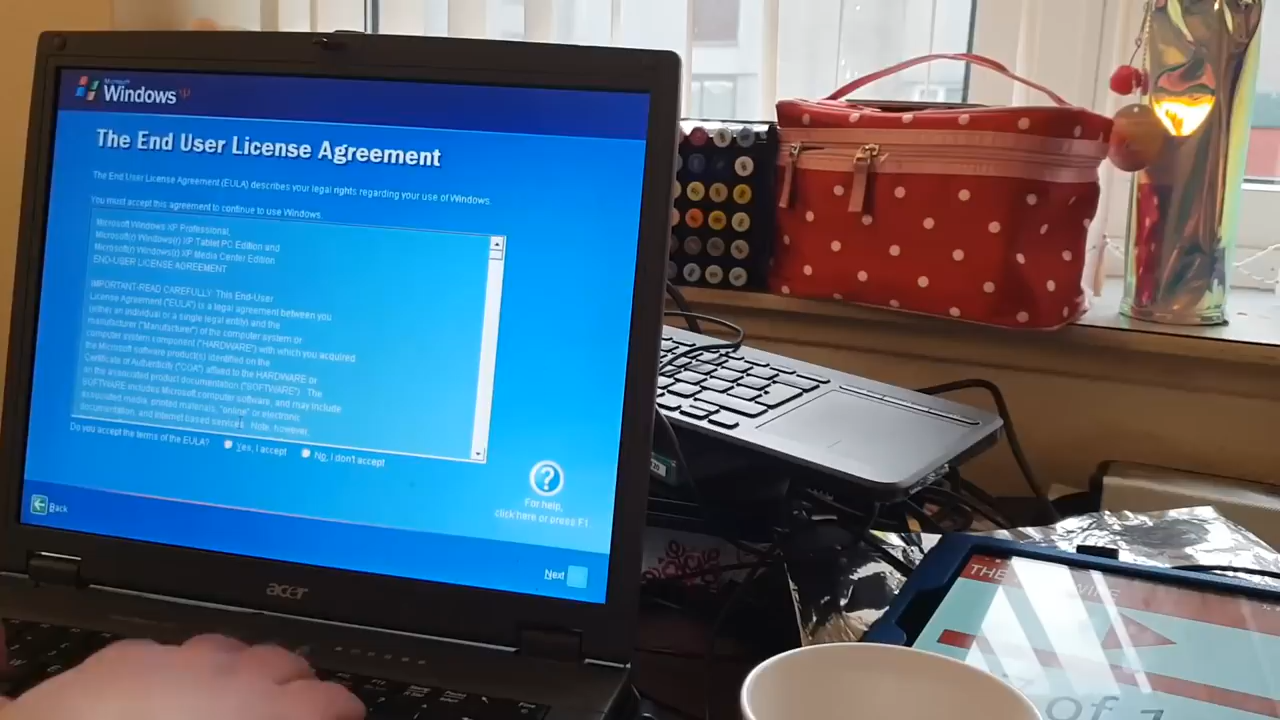 Microsoft
Windows xp
The End User License Agreement
The End User License Agreement (EULA) describes your legal rights regarding your use of Windows.
You must accept this agreement to continue to use Windows.
Microsoft Windows XP Professional,
Microsoft(r) Windows(r) XP Tablet PC Edition and
Microsoft(r) Windows(r) XP Media Center Edition
END-USER LICENSE AGREEMENT
IMPORTANT-READ CAREFULLY: This End-User
License Agreement ("EULA") is a legal agreement between you
(either an individual or a single legal entity) and the
manufacturer ("Manufacturer") of the computer system or
computer system component ("HARDWARE") with which you acquired
the Microsoft software product(s) identified on the
Certificate of Authenticity ("COA") affixed to the HARDWARE or
on the associated product documentation ("SOFTWARE"). The
SOFTWARE includes Microsoft computer software, and may include
associated media, printed materials, "online" or electronic
documentation, and Internet based services. Note, however,
Do you accept the terms of the EULA?
Yes, I accept
No, I don't accept
?
For help,
click here or press F1
Back
Next
acer
THE
of